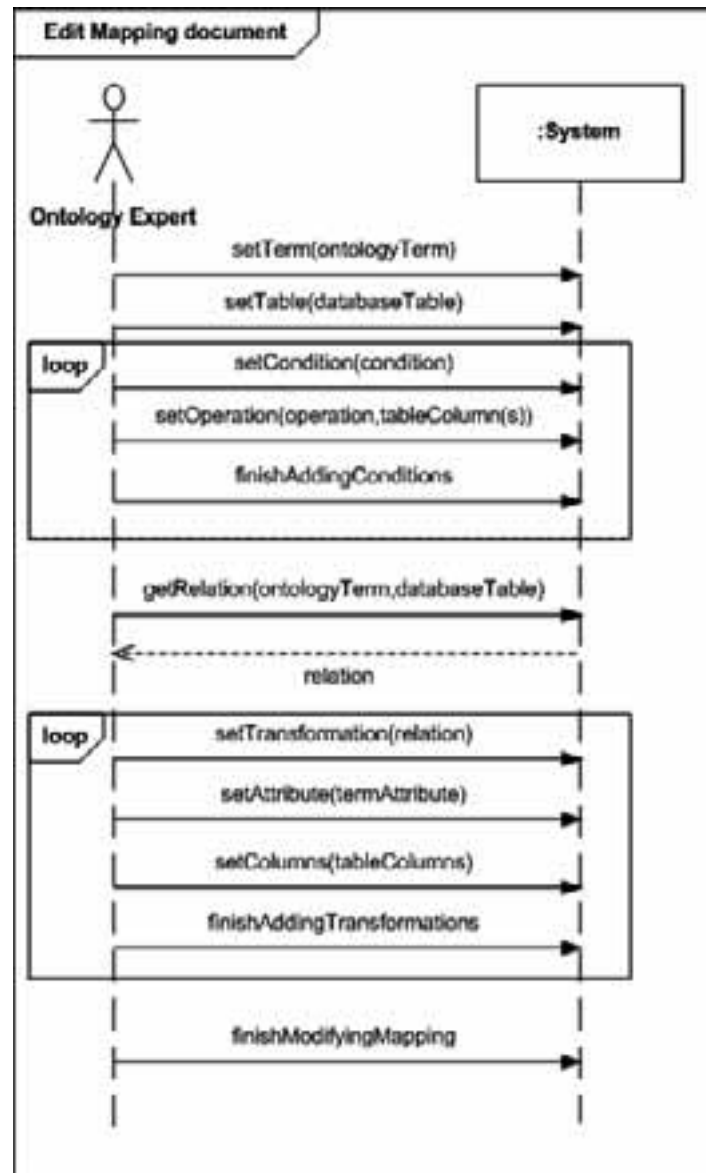 Edit Mapping document
:System
Ontology Expert
setTerm(ontologyTerm)
setTable(databaseTable)
loop
setCondition(condition)
setOperation(operation,tableColumn(s))
finishAddingConditions
getRelation(ontologyTerm,databaseTable)
relation
loop
setTransformation(relation)
setAttribute(termAttribute)
setColumns(tableColumns)
finishAddingTransformations
finishModifyingMapping